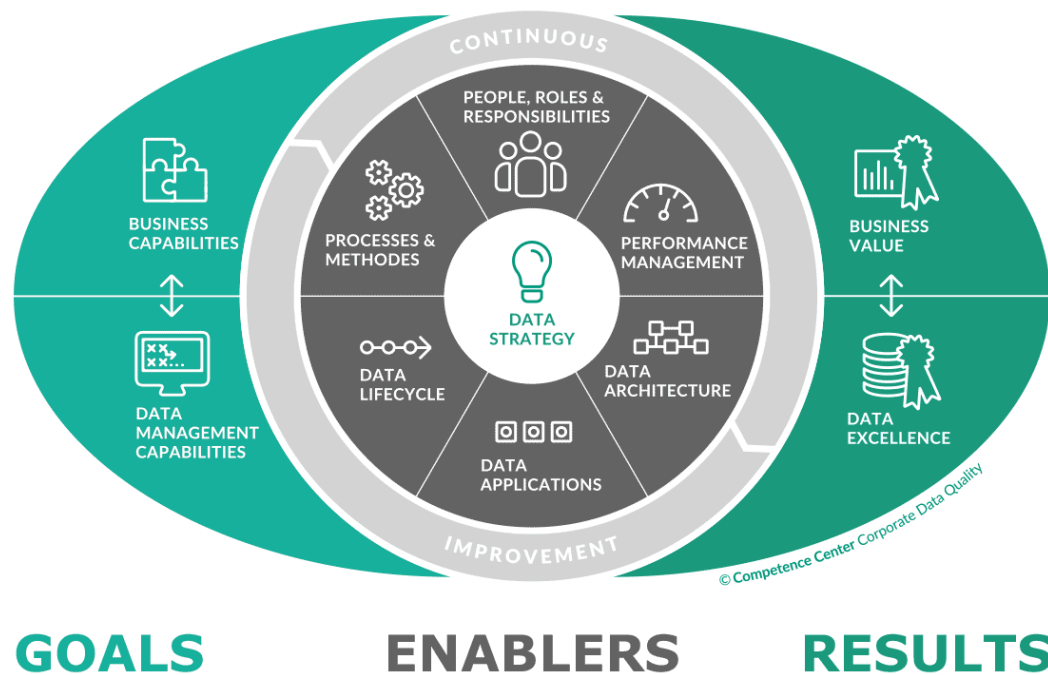 CONTINUOUS
PEOPLE, ROLES &
RESPONSIBILITIES
PROCESSES &
METHODES
PERFORMANCE
MANAGEMENT
DATA
STRATEGY
DATA
LIFECYCLE
DATA
ARCHITECTURE
DATA
APPLICATIONS
IMPROVEMENT
BUSINESS
CAPABILITIES
DATA
MANAGEMENT
CAPABILITIES
BUSINESS
VALUE
DATA
EXCELLENCE
© Competence Center Corporate Data Quality
GOALS
ENABLERS
RESULTS